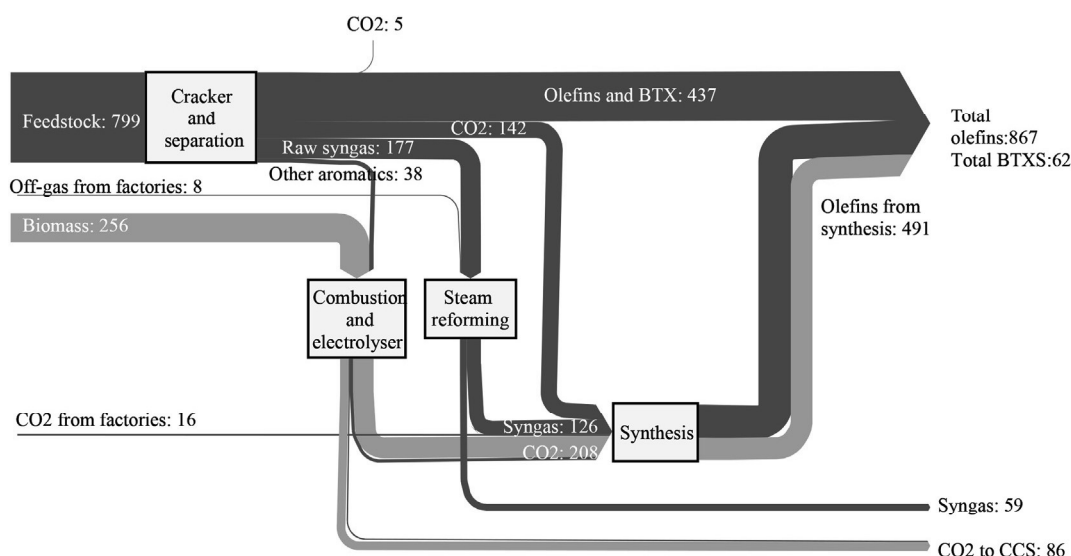 CO2: 5
Cracker
and
separation
Feedstock: 799
Olefins and BTX: 437
CO2: 142
Raw syngas: 177
Other aromatics: 38
Total
olefins:867
Total BTXS:62
Off-gas from factories: 8
Biomass: 256
Olefins from
synthesis: 491
Combustion
and
electrolyser
Steam
reforming
CO2 from factories: 16
Syngas: 126
CO2: 208
Synthesis
Syngas: 59
CO2 to CCS: 86